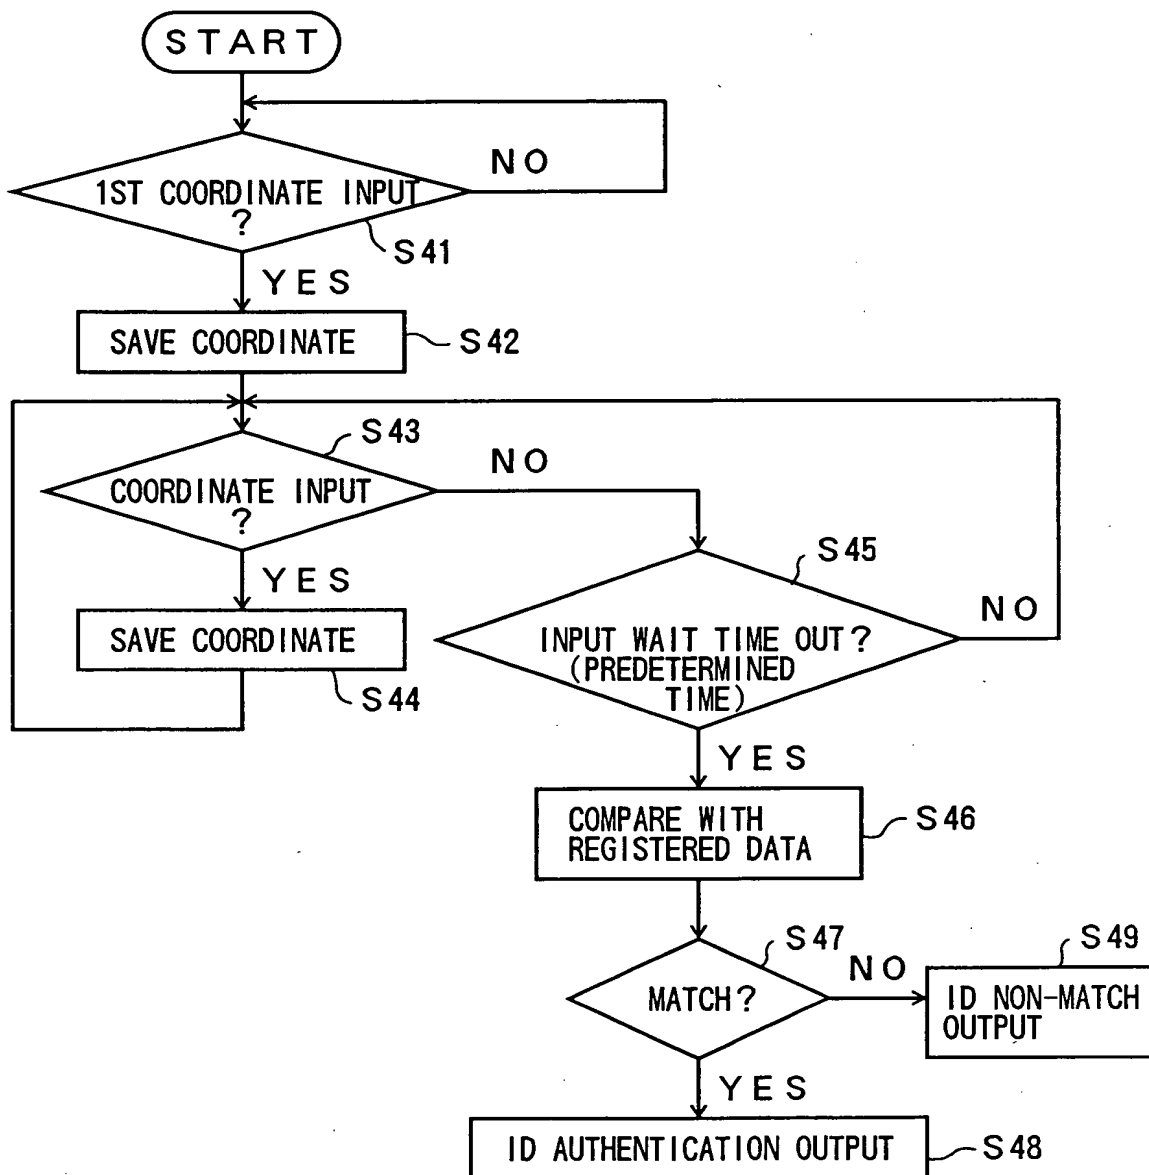 START
NO
1ST COORDINATE INPUT
?
S41
YES
SAVE COORDINATE
S42
S43
NO
COORDINATE INPUT
?
YES
S45
NO
SAVE COORDINATE
S44
INPUT WAIT TIME OUT?
(PREDETERMINED
TIME)
YES
COMPARE WITH
REGISTERED DATA
S46
S47
NO
S49
MATCH?
ID NON-MATCH
OUTPUT
YES
ID AUTHENTICATION OUTPUT
S48